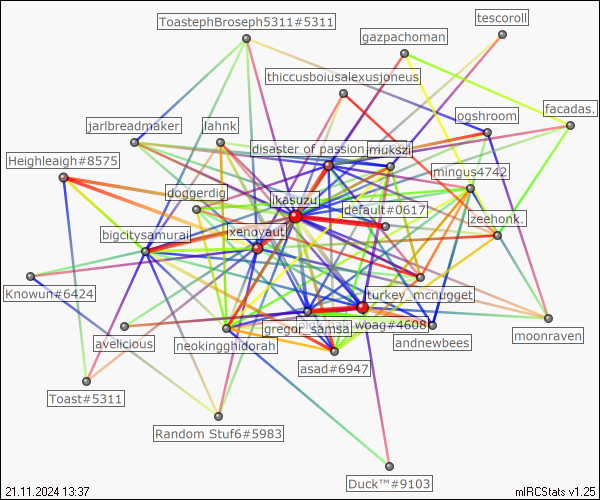 tescoroll
ToastephBroseph5311#5311
gazpachoman
thiccusboiusalexusjoneus
facadas.
ogshroom
jarlbreadmaker
lahnk
disaster of passion
imukszi
Heighleaigh#8575
mingus4742
doggerdig
jikasuzu
default#0617
zeehonk.
xenoyaut
bigcitysamurai
Knowun#6424
turkey_mcnugget
gregor_samsa
woag#4608
moonraven
avelicious
neokingghidorah
andnewbees
asad#6947
Toast#5311
Random Stuf6#5983
Duck™#9103
21.11.2024 13:37
mIRCStats v1.25